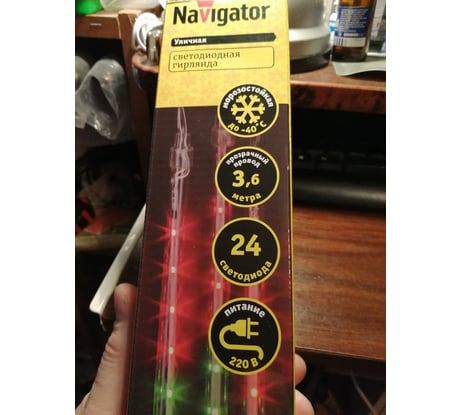 Navigator
Уличная
светодиодная
гирлянда
морозостойкая
до -40°C
прозрачный
провод
3,6
метра
24
светодиода
питание
220 В